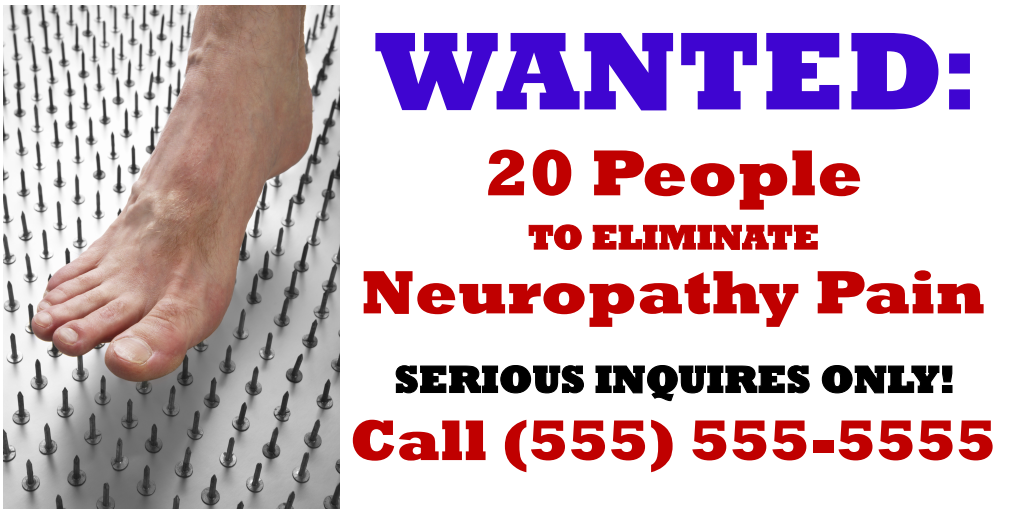 WANTED:
20 People
TO ELIMINATE
Neuropathy Pain
SERIOUS INQUIRES ONLY!
Call (555) 555-5555